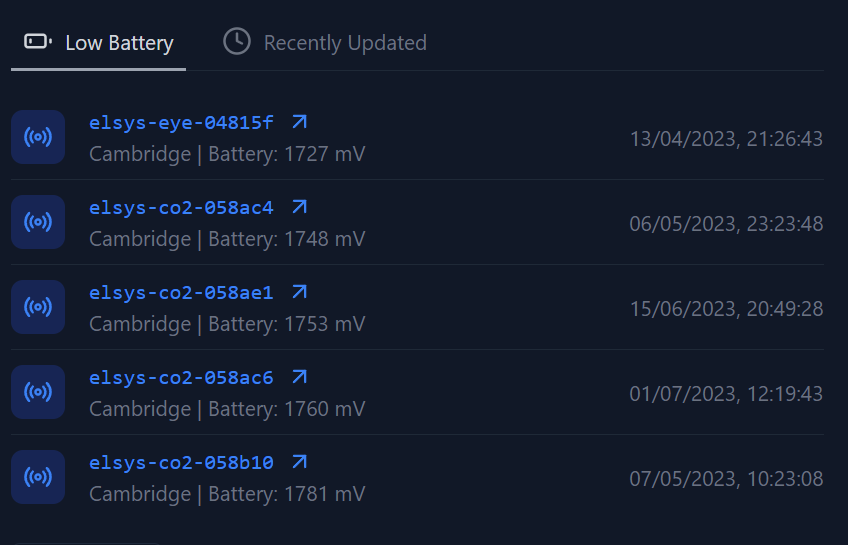 Low Battery
Recently Updated
elsys-eye-04815f
Cambridge | Battery: 1727 mV
13/04/2023, 21:26:43
elsys-co2-058ac4
Cambridge | Battery: 1748 mV
06/05/2023, 23:23:48
elsys-co2-058ae1
Cambridge | Battery: 1753 mV
15/06/2023, 20:49:28
elsys-co2-058ac6
Cambridge | Battery: 1760 mV
01/07/2023, 12:19:43
elsys-co2-058b10
Cambridge | Battery: 1781 mV
07/05/2023, 10:23:08